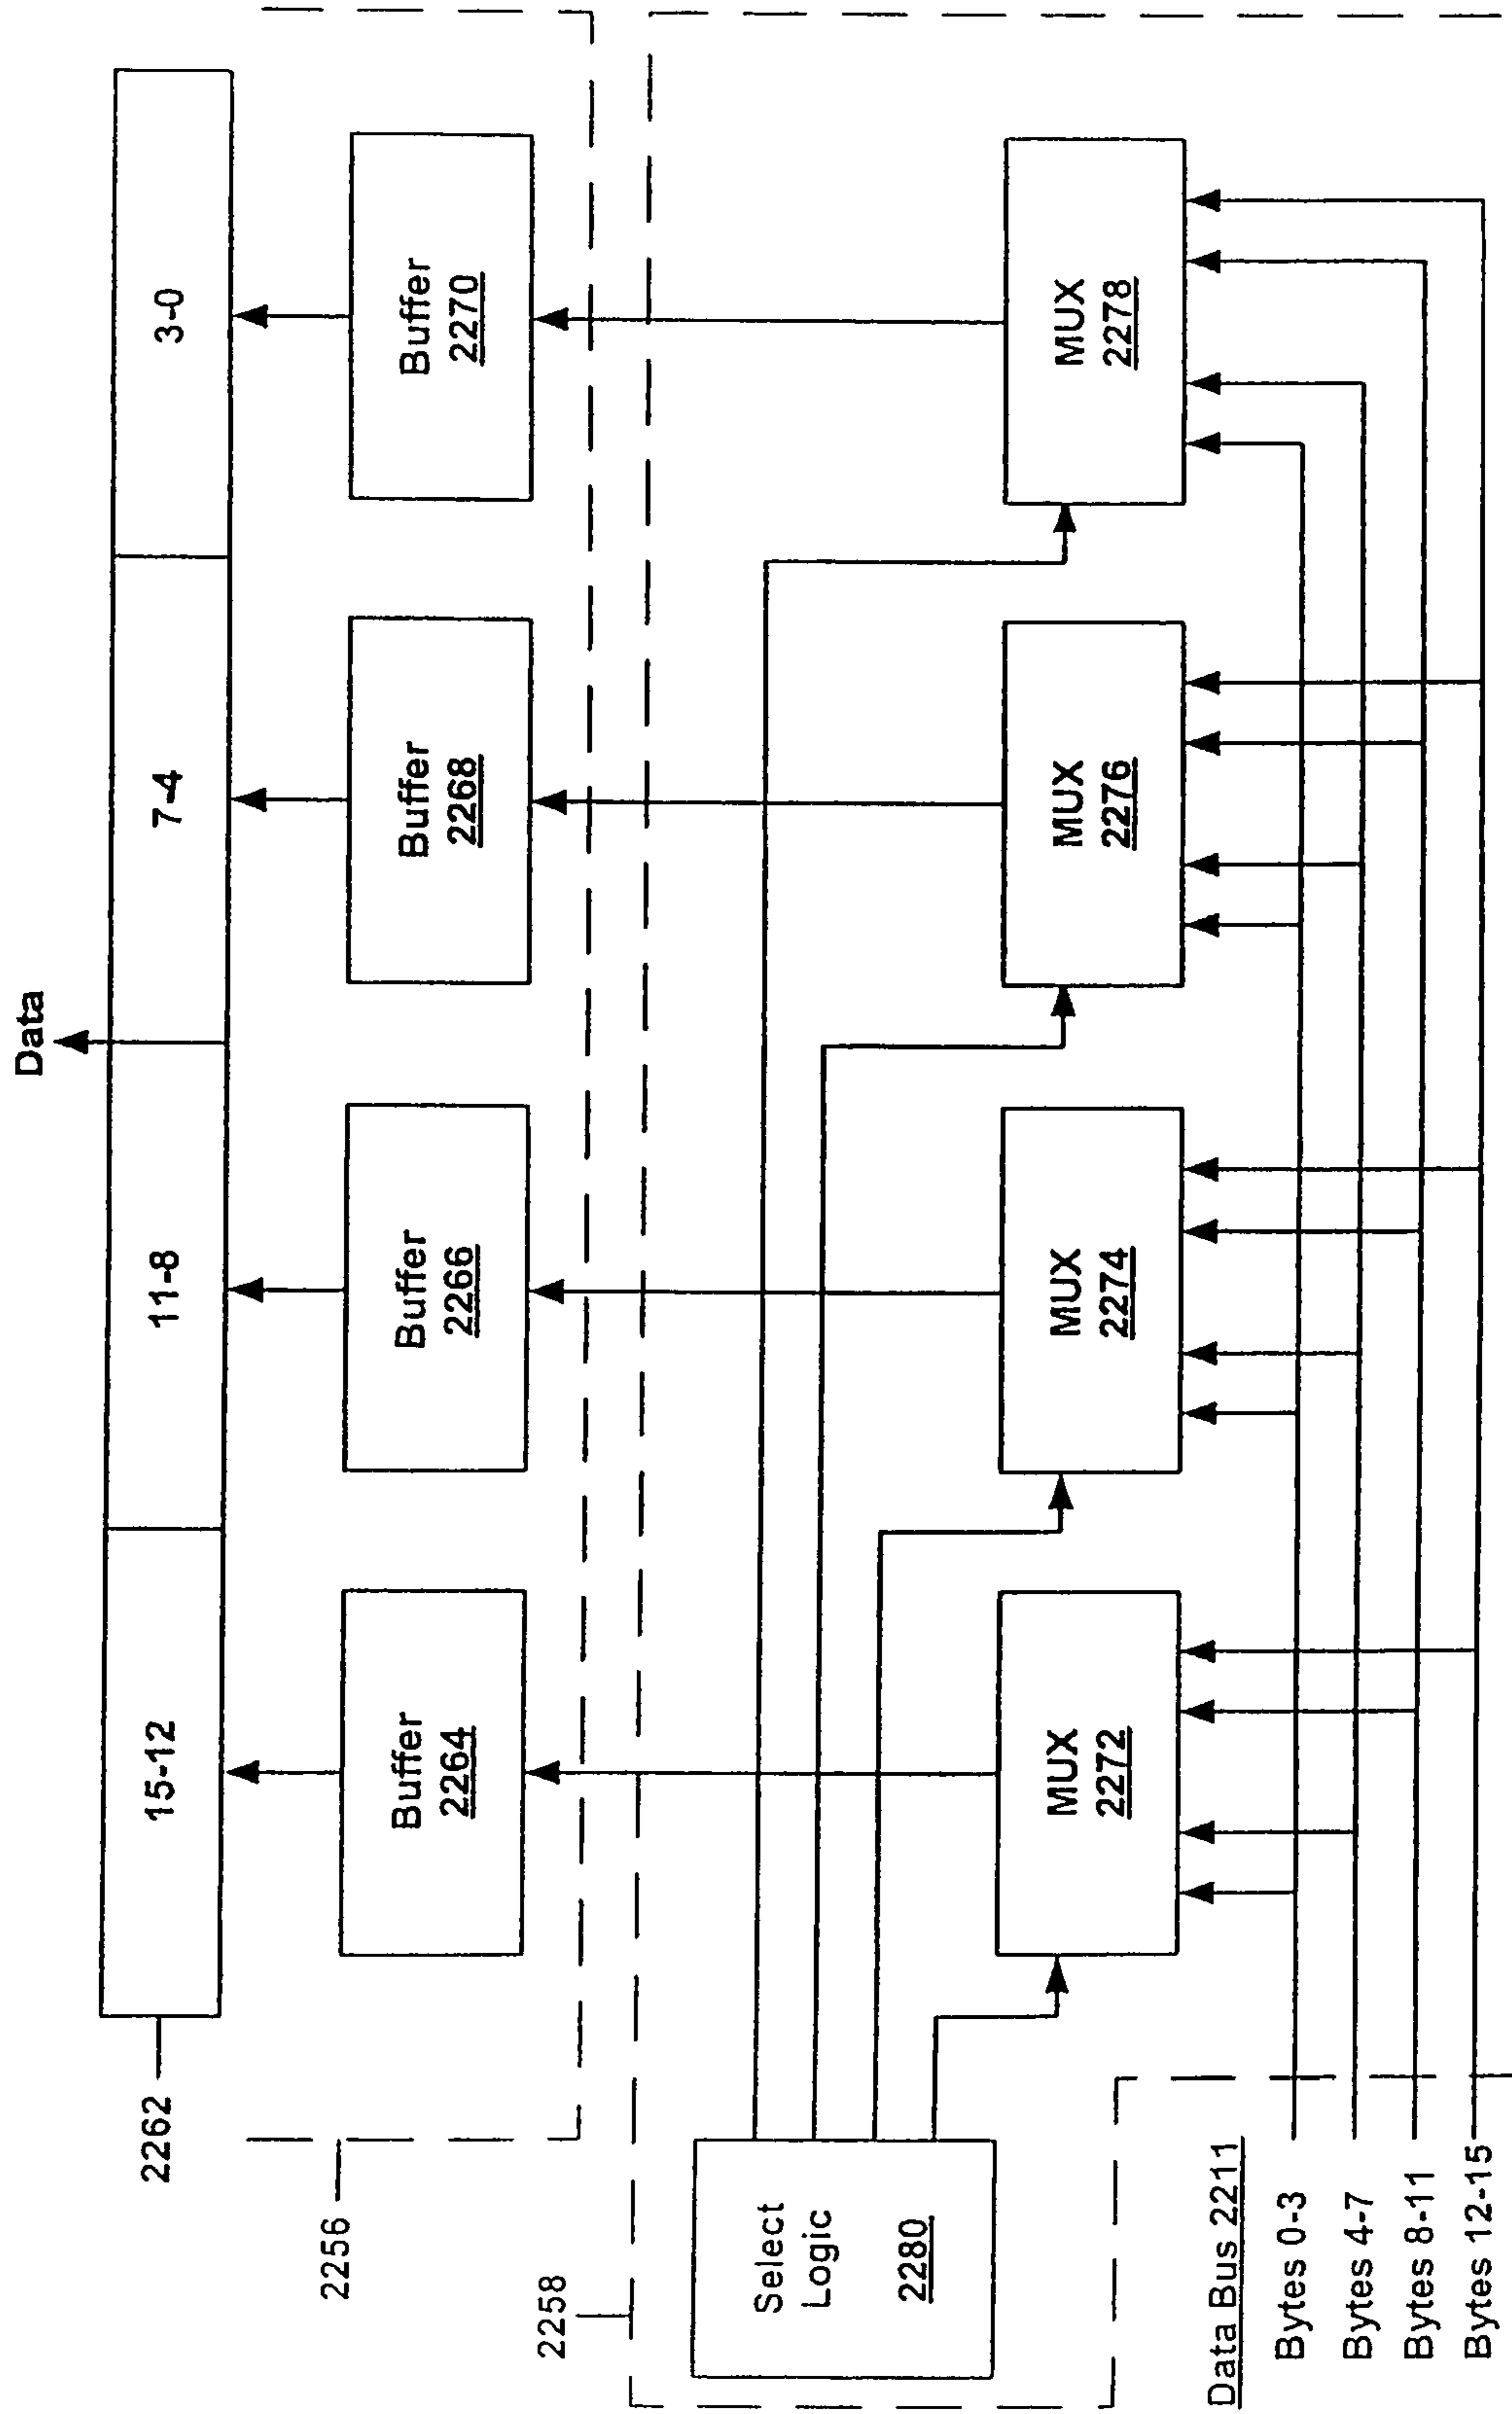 Data
15-12
11-8
7-4
3-0
2262
Buffer
2264
Buffer
2266
Buffer
2268
Buffer
2270
2256
2258
Select
Logic
2280
MUX
2272
MUX
2274
MUX
2276
MUX
2278
Data Bus 2211
Bytes 0-3
Bytes 4-7
Bytes 8-11
Bytes 12-15